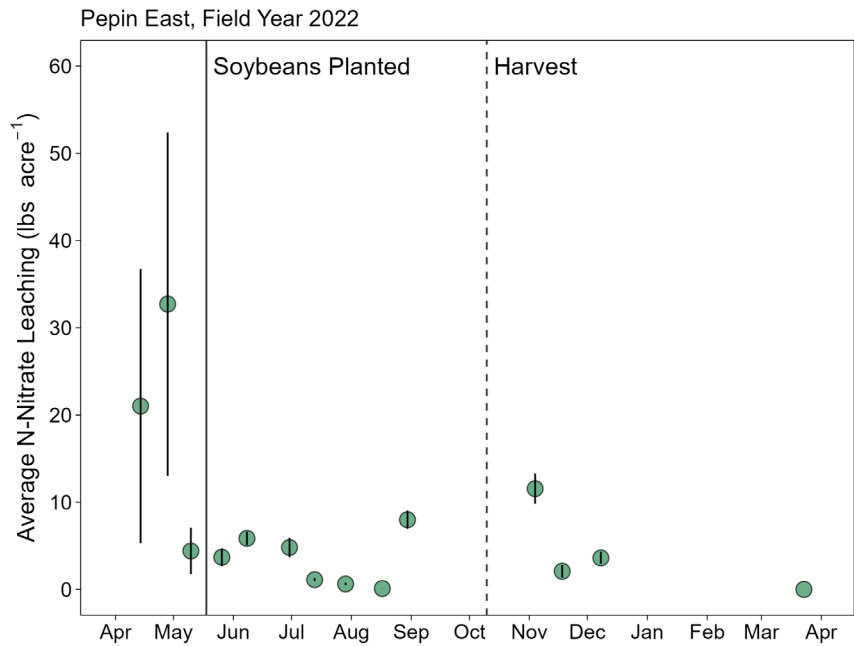 Pepin East, Field Year 2022
Soybeans Planted
Harvest
Average N-Nitrate Leaching (lbs acre⁻¹)
60
50
40
30
20
10
0
Apr May Jun Jul Aug Sep Oct Nov Dec Jan Feb Mar Apr